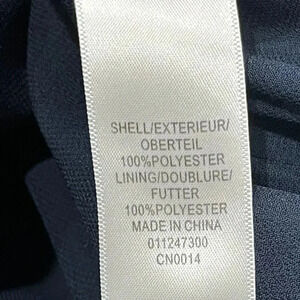 SHELL/EXTERIEUR/
OBERTEIL
100%POLYESTER
LINING/DOUBLURE/
FUTTER
100%POLYESTER
MADE IN CHINA
011247300
CN0014